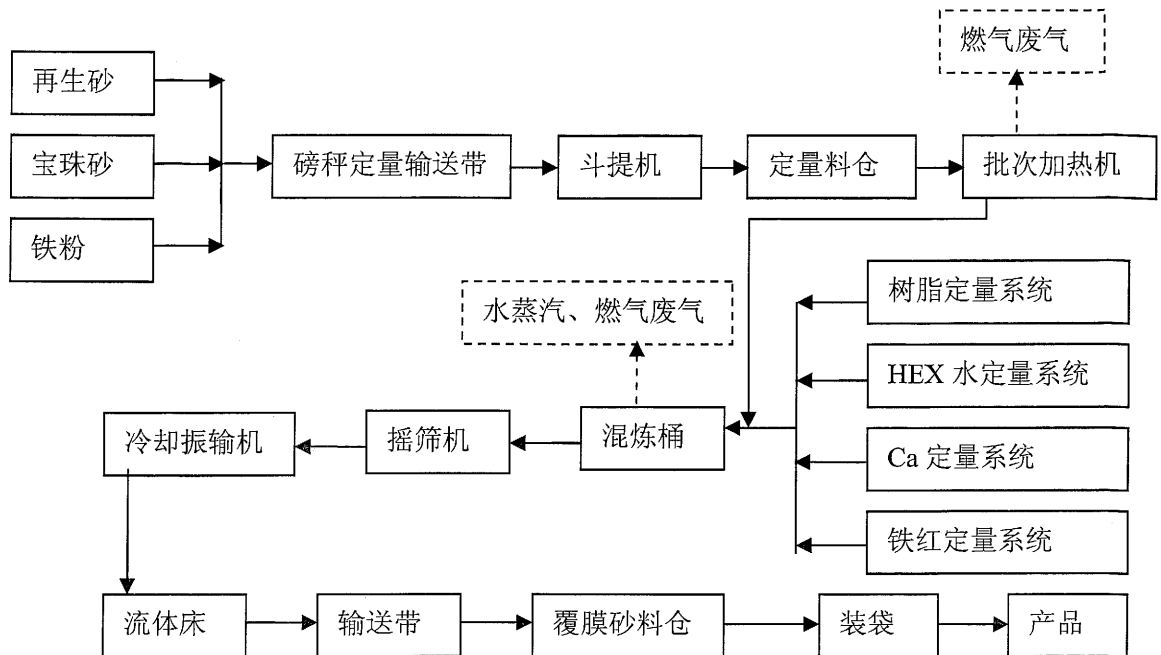 燃气废气
再生砂
宝珠砂
磅秤定量输送带
斗提机
定量料仓
批次加热机
铁粉
树脂定量系统
水蒸汽、燃气废气
HEX 水定量系统
冷却振输机
摇筛机
混炼桶
Ca 定量系统
铁红定量系统
流体床
输送带
覆膜砂料仓
装袋
产品